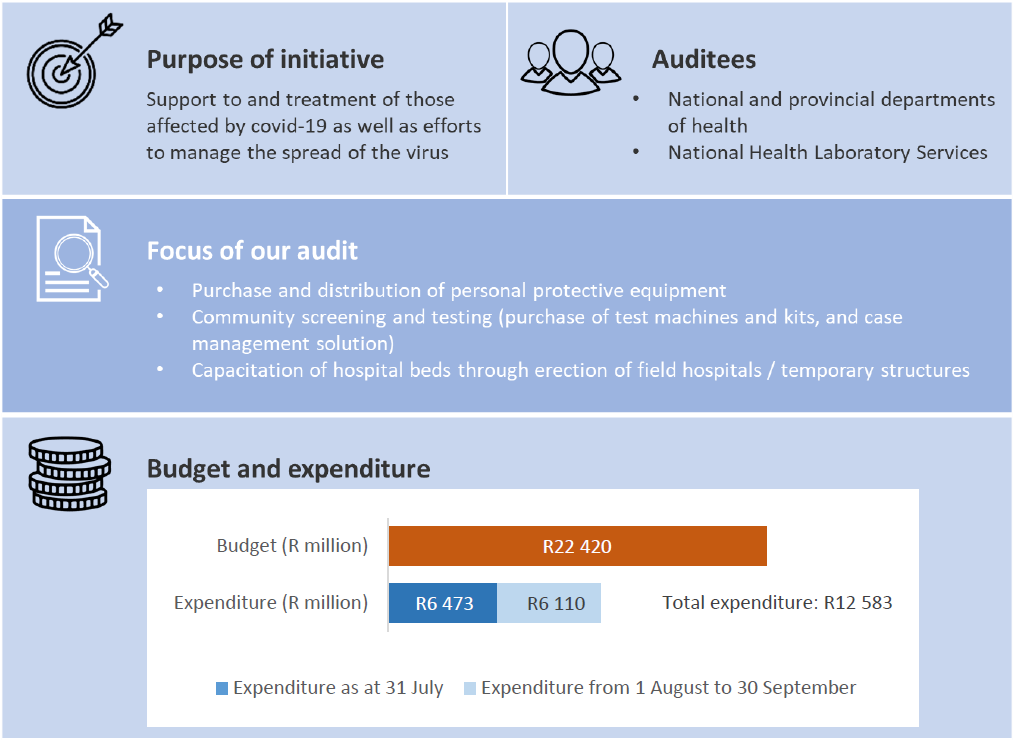 Purpose of initiative
Support to and treatment of those
affected by covid-19 as well as efforts
to manage the spread of the virus
Auditees
• National and provincial departments
of health
• National Health Laboratory Services
Focus of our audit
• Purchase and distribution of personal protective equipment
• Community screening and testing (purchase of test machines and kits, and case
management solution)
• Capacitation of hospital beds through erection of field hospitals / temporary structures
Budget and expenditure
Budget (R million)
R22 420
Expenditure (R million)
R6 473
R6 110
Total expenditure: R12 583
Expenditure as at 31 July
Expenditure from 1 August to 30 September